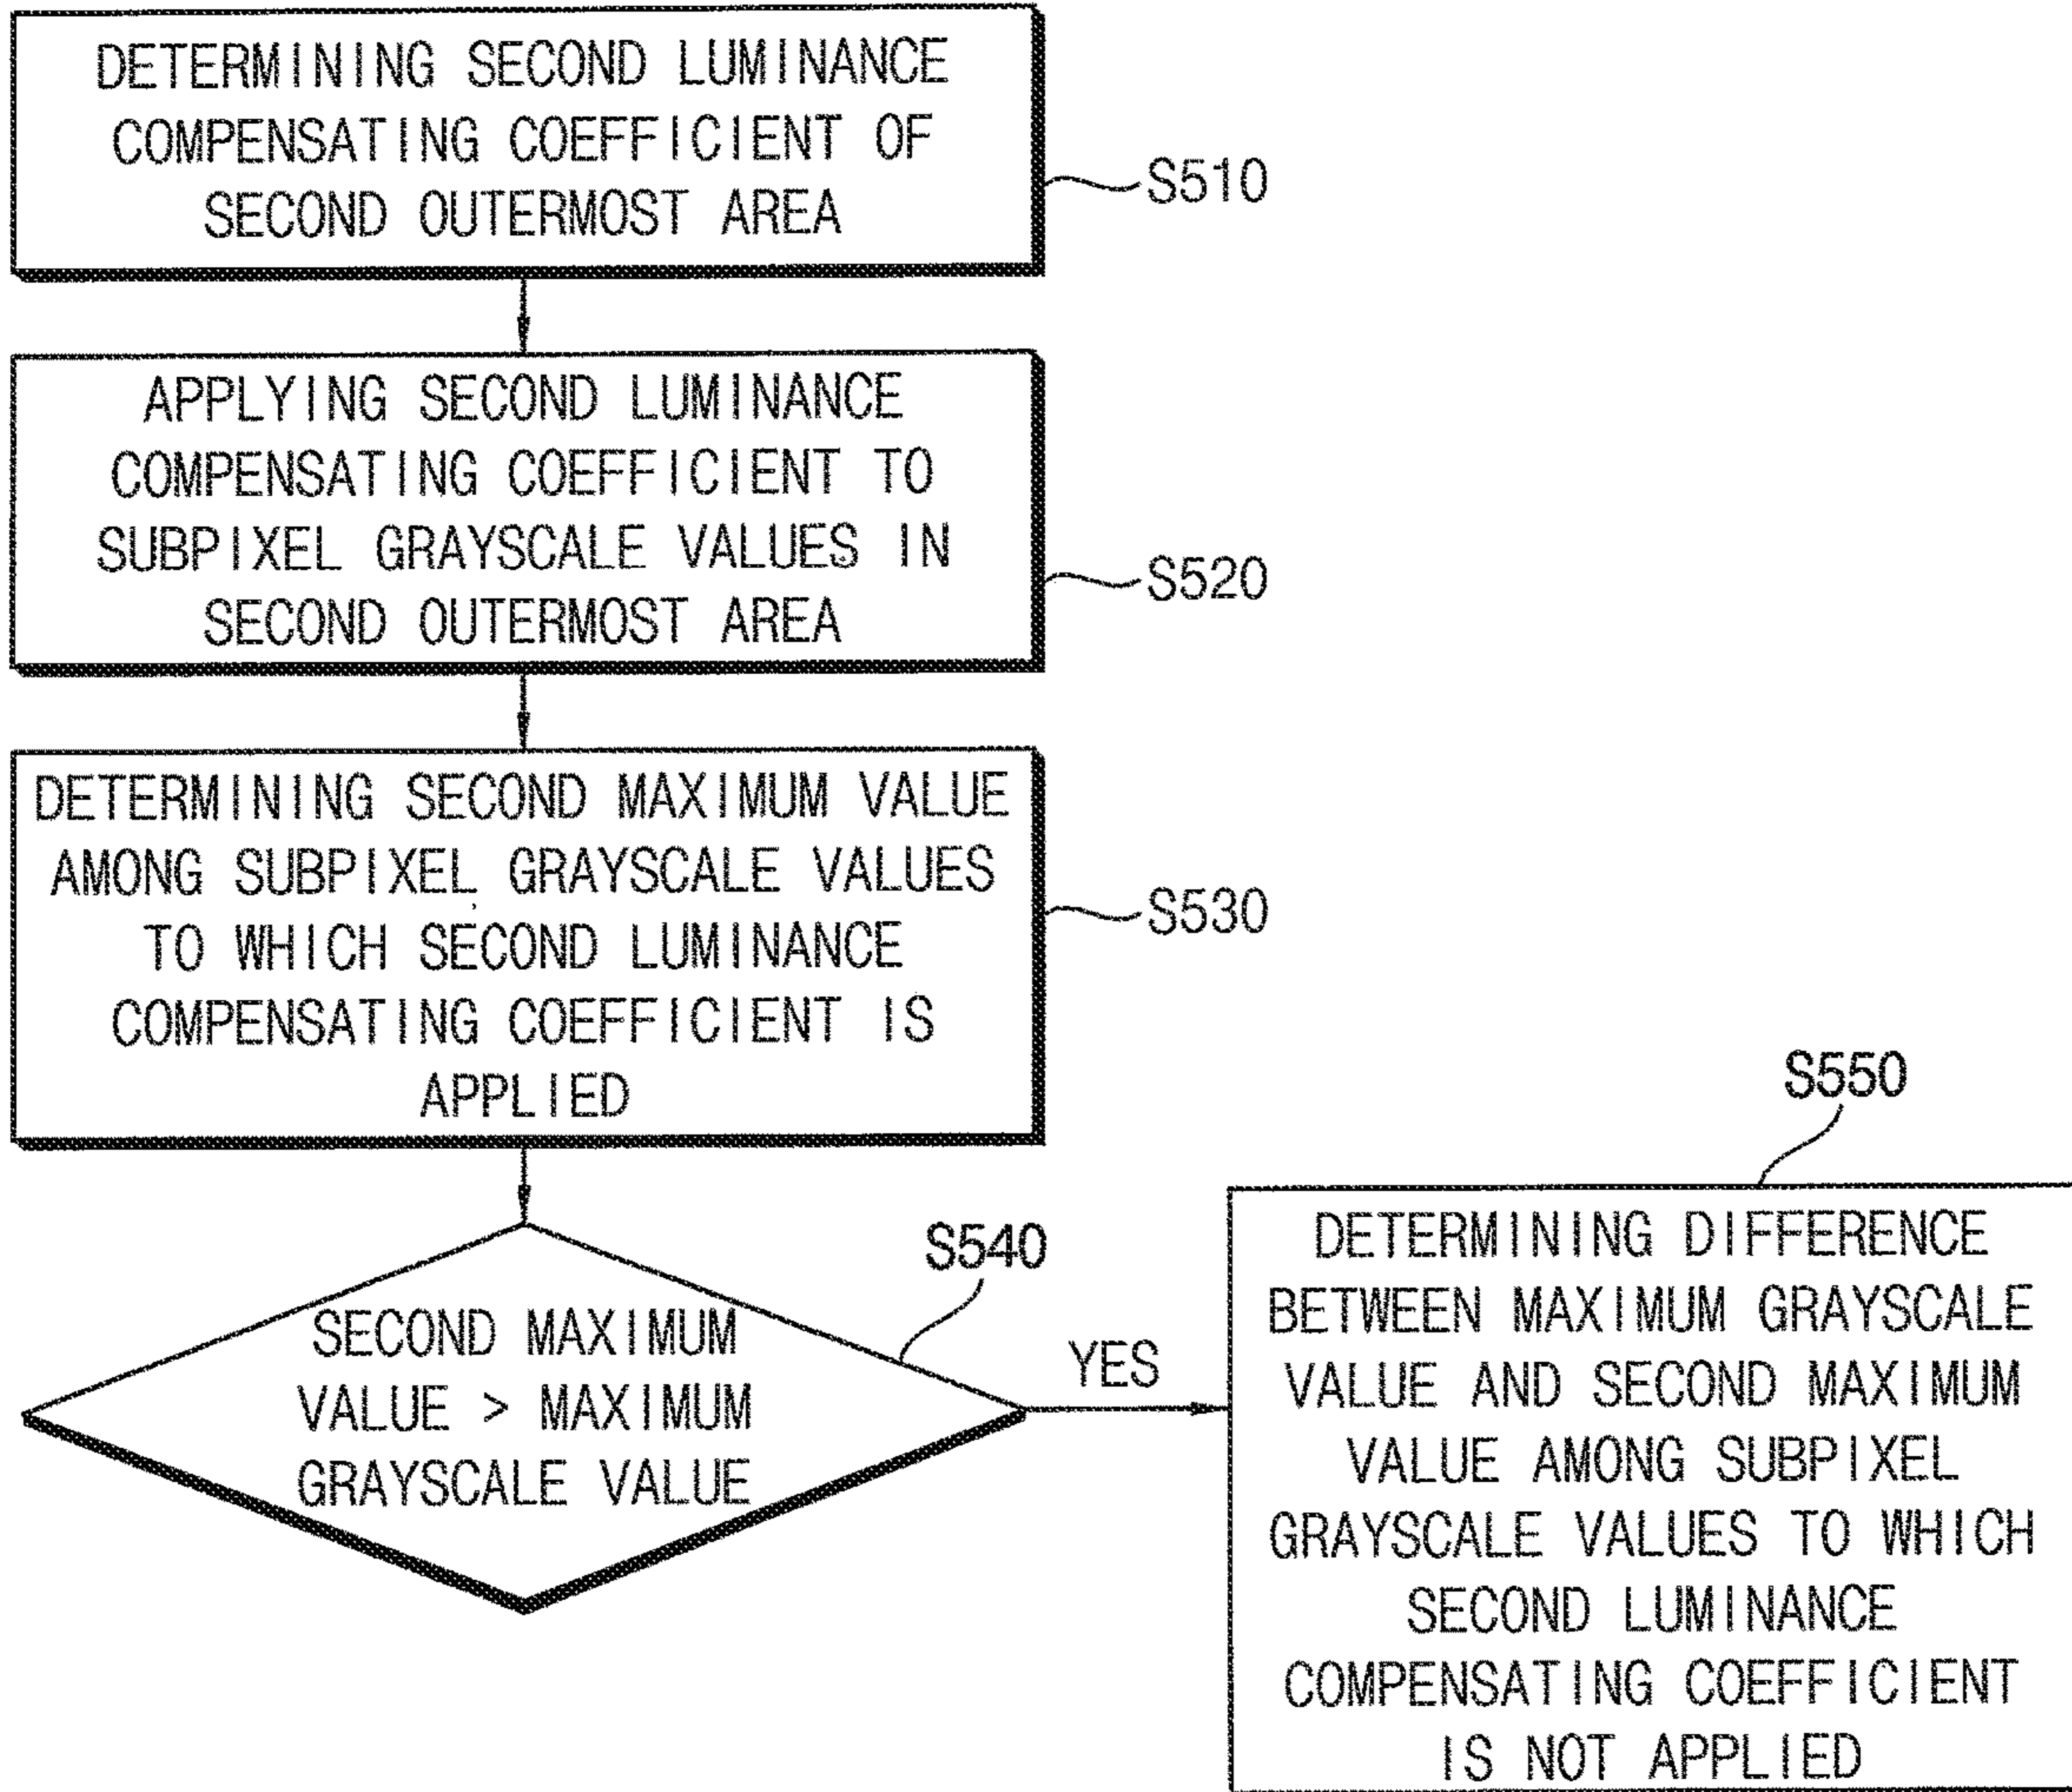 DETERMINING SECOND LUMINANCE
COMPENSATING COEFFICIENT OF
SECOND OUTERMOST AREA
S510
APPLYING SECOND LUMINANCE
COMPENSATING COEFFICIENT TO
SUBPIXEL GRAYSCALE VALUES IN
SECOND OUTERMOST AREA
S520
DETERMINING SECOND MAXIMUM VALUE
AMONG SUBPIXEL GRAYSCALE VALUES
TO WHICH SECOND LUMINANCE
COMPENSATING COEFFICIENT IS
APPLIED
S530
SECOND MAXIMUM
VALUE > MAXIMUM
GRAYSCALE VALUE
S540
YES
S550
DETERMINING DIFFERENCE
BETWEEN MAXIMUM GRAYSCALE
VALUE AND SECOND MAXIMUM
VALUE AMONG SUBPIXEL
GRAYSCALE VALUES TO WHICH
SECOND LUMINANCE
COMPENSATING COEFFICIENT
IS NOT APPLIED